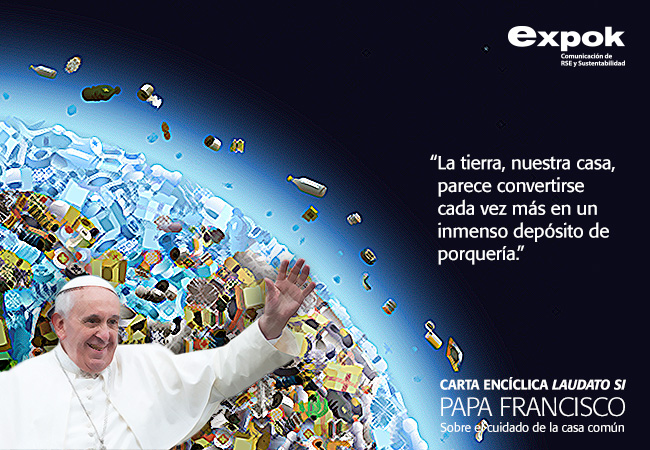 expok
Comunicación de
RSE y Sustentabilidad
“La tierra, nuestra casa,
parece convertirse
cada vez más en un
inmenso depósito de
porquería.”
CARTA ENCÍCLICA LAUDATO SI
PAPA FRANCISCO
Sobre el cuidado de la casa común